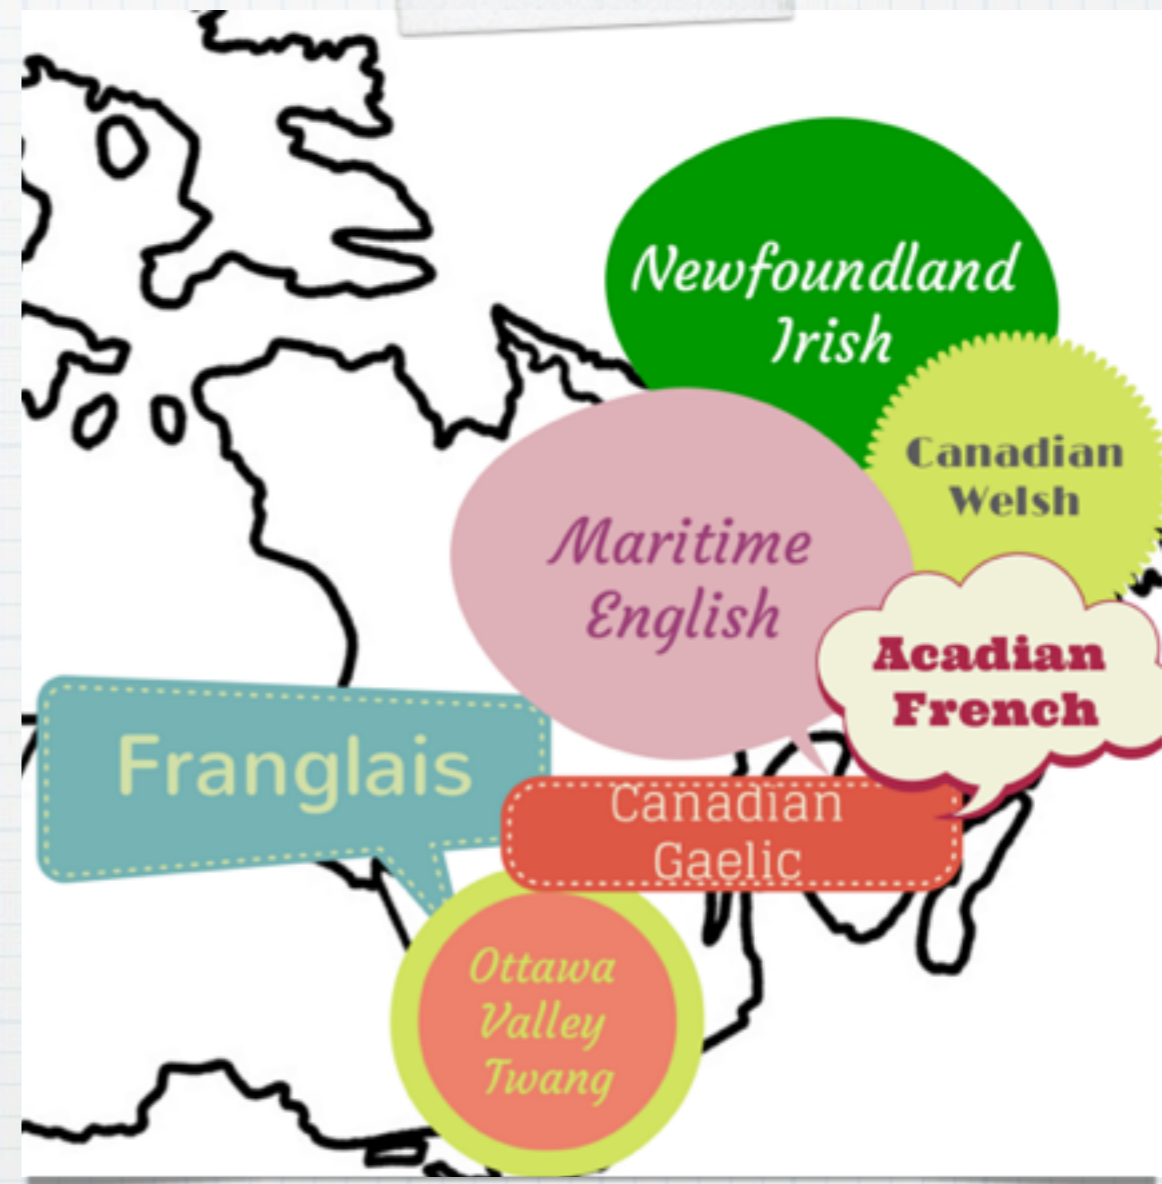 Newfoundland
Irish
Canadian
Welsh
Maritime
English
Acadian
French
Franglais
Canadian
Gaelic
Ottawa
Valley
Twang